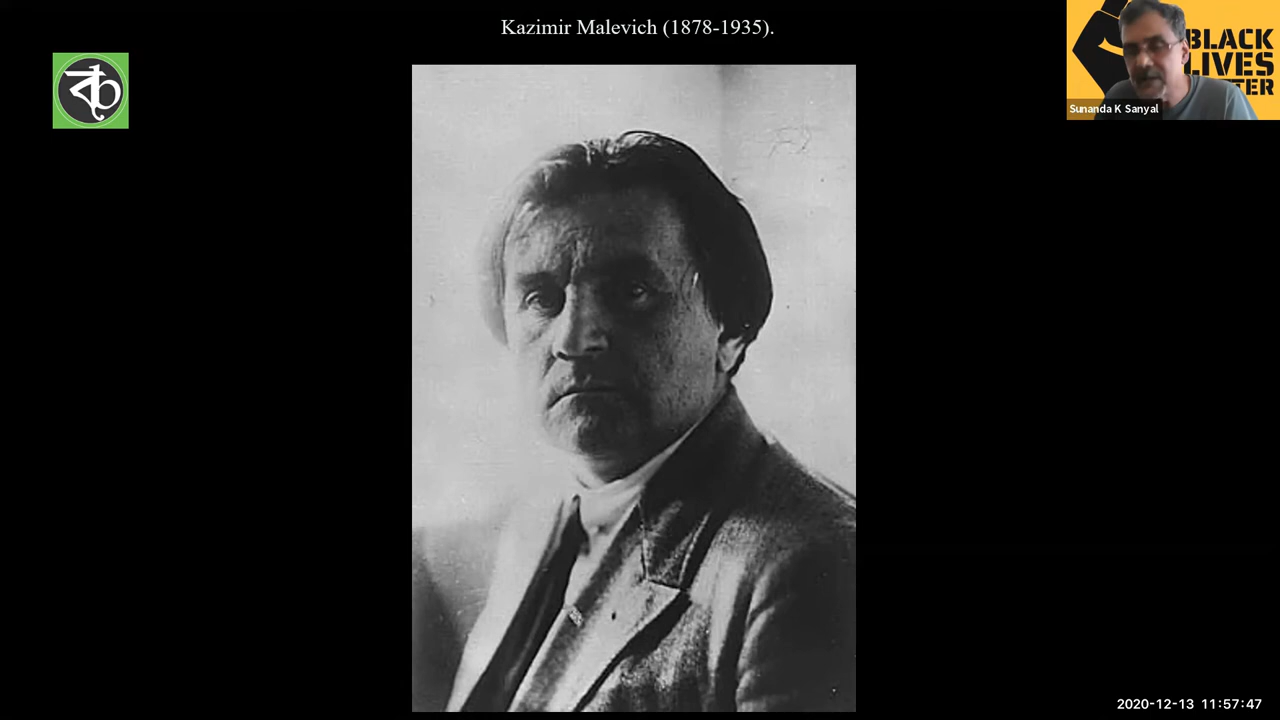 Kazimir Malevich (1878-1935).
BLACK
LIVES
Sunanda K Sanyal
2020-12-13 11:57:47